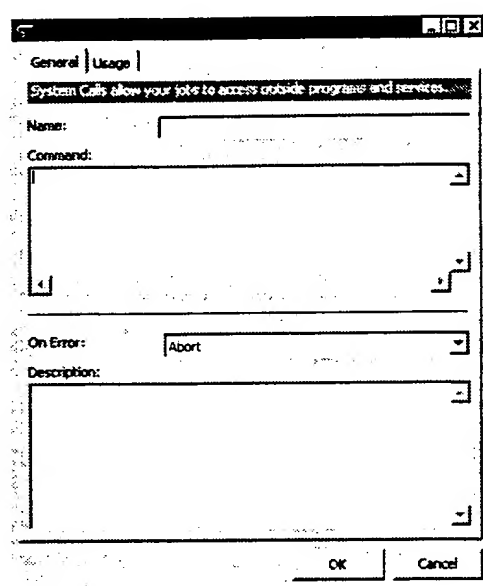 General Usage
System Calls allow your jobs to access outside programs and services.
Name:
Command:
On Error: Abort
Description:
OK Cancel